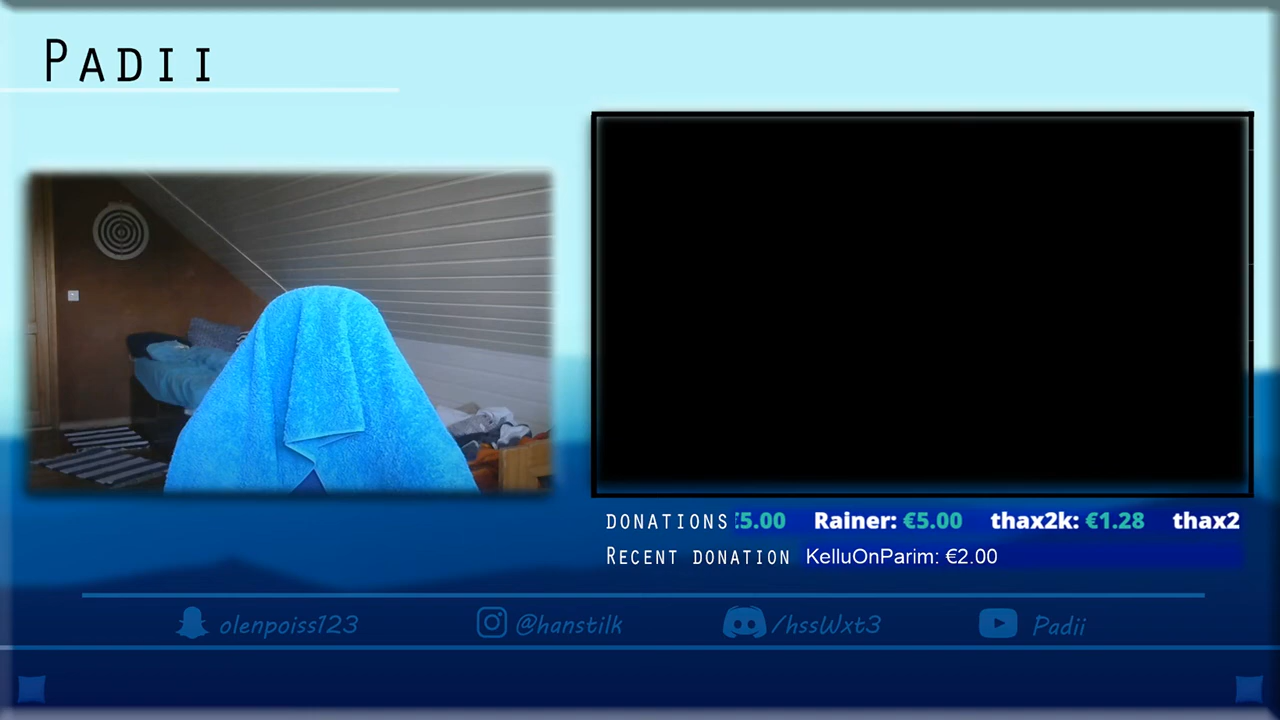 Padii
DONATIONS :5.00 Rainer: €5.00 thax2k: €1.28 thax2
Recent donation KelluOnParim: €2.00
olenpoiss123 @hanstilk /hssWxt3 Padii